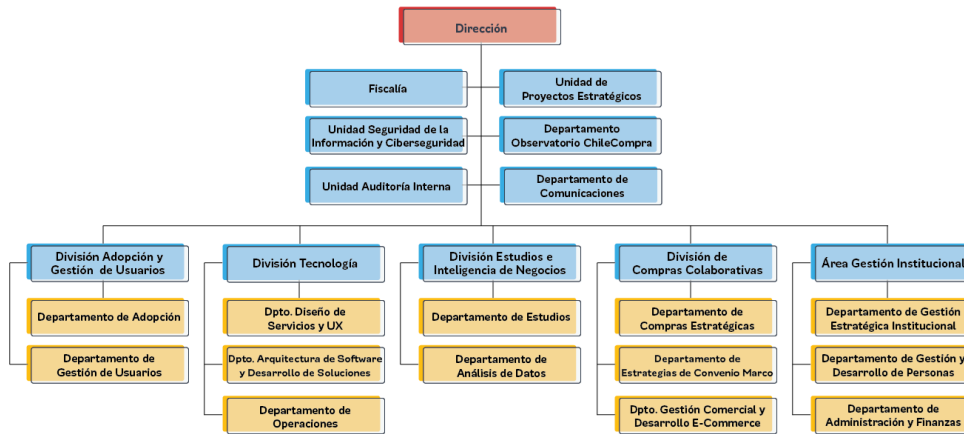 Dirección
Fiscalía
Unidad de
Proyectos Estratégicos
Unidad Seguridad de la
Información y Ciberseguridad
Departamento
Observatorio ChileCompra
Unidad Auditoría Interna
Departamento de
Comunicaciones
División Adopción y
Gestión de Usuarios
División Tecnología
División Estudios e
Inteligencia de Negocios
División de
Compras Colaborativas
Área Gestión Institucional
Departamento de Adopción
Dpto. Diseño de
Servicios y UX
Departamento de Estudios
Departamento de
Compras Estratégicas
Departamento de Gestión
Estratégica Institucional
Departamento de
Gestión de Usuarios
Dpto. Arquitectura de Software
y Desarrollo de Soluciones
Departamento de
Análisis de Datos
Departamento de
Estrategias de Convenio Marco
Departamento de Gestión y
Desarrollo de Personas
Departamento de
Operaciones
Dpto. Gestión Comercial y
Desarrollo E-Commerce
Departamento de
Administración y Finanzas